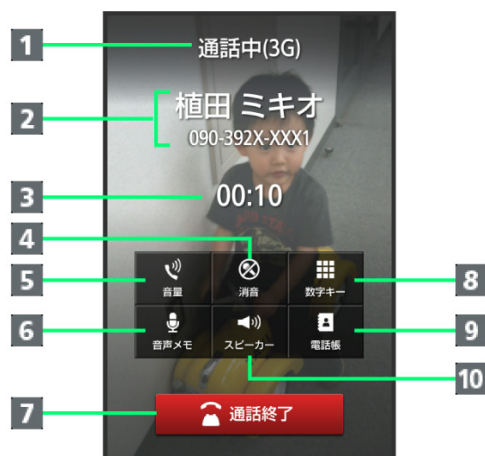 1
通話中(3G)
2
植田 ミキオ
090-392X-XXX1
3
00:10
4
5
音量
消音
数字キー
8
6
音声メモ
スピーカー
電話帳
9
10
7
通話終了